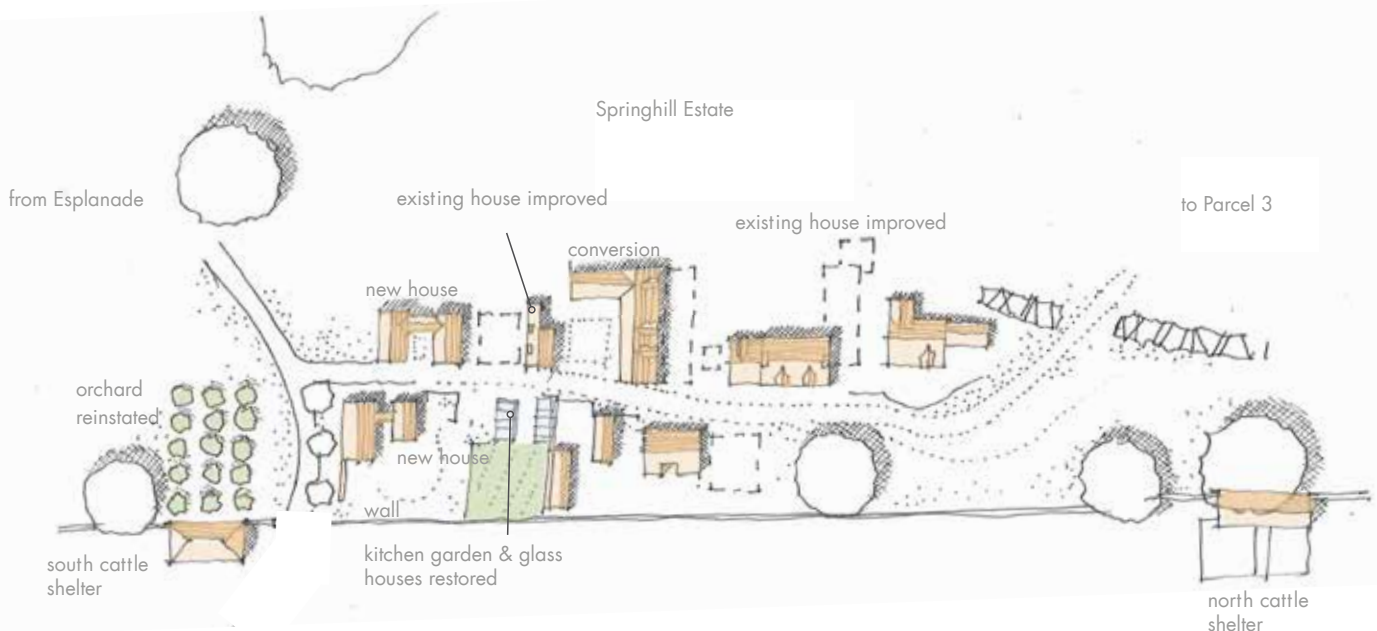 Springhill Estate
from Esplanade
existing house improved
to Parcel 3
existing house improved
conversion
new house
orchard
reinstated
new house
wall
kitchen garden & glass
houses restored
south cattle
shelter
north cattle
shelter